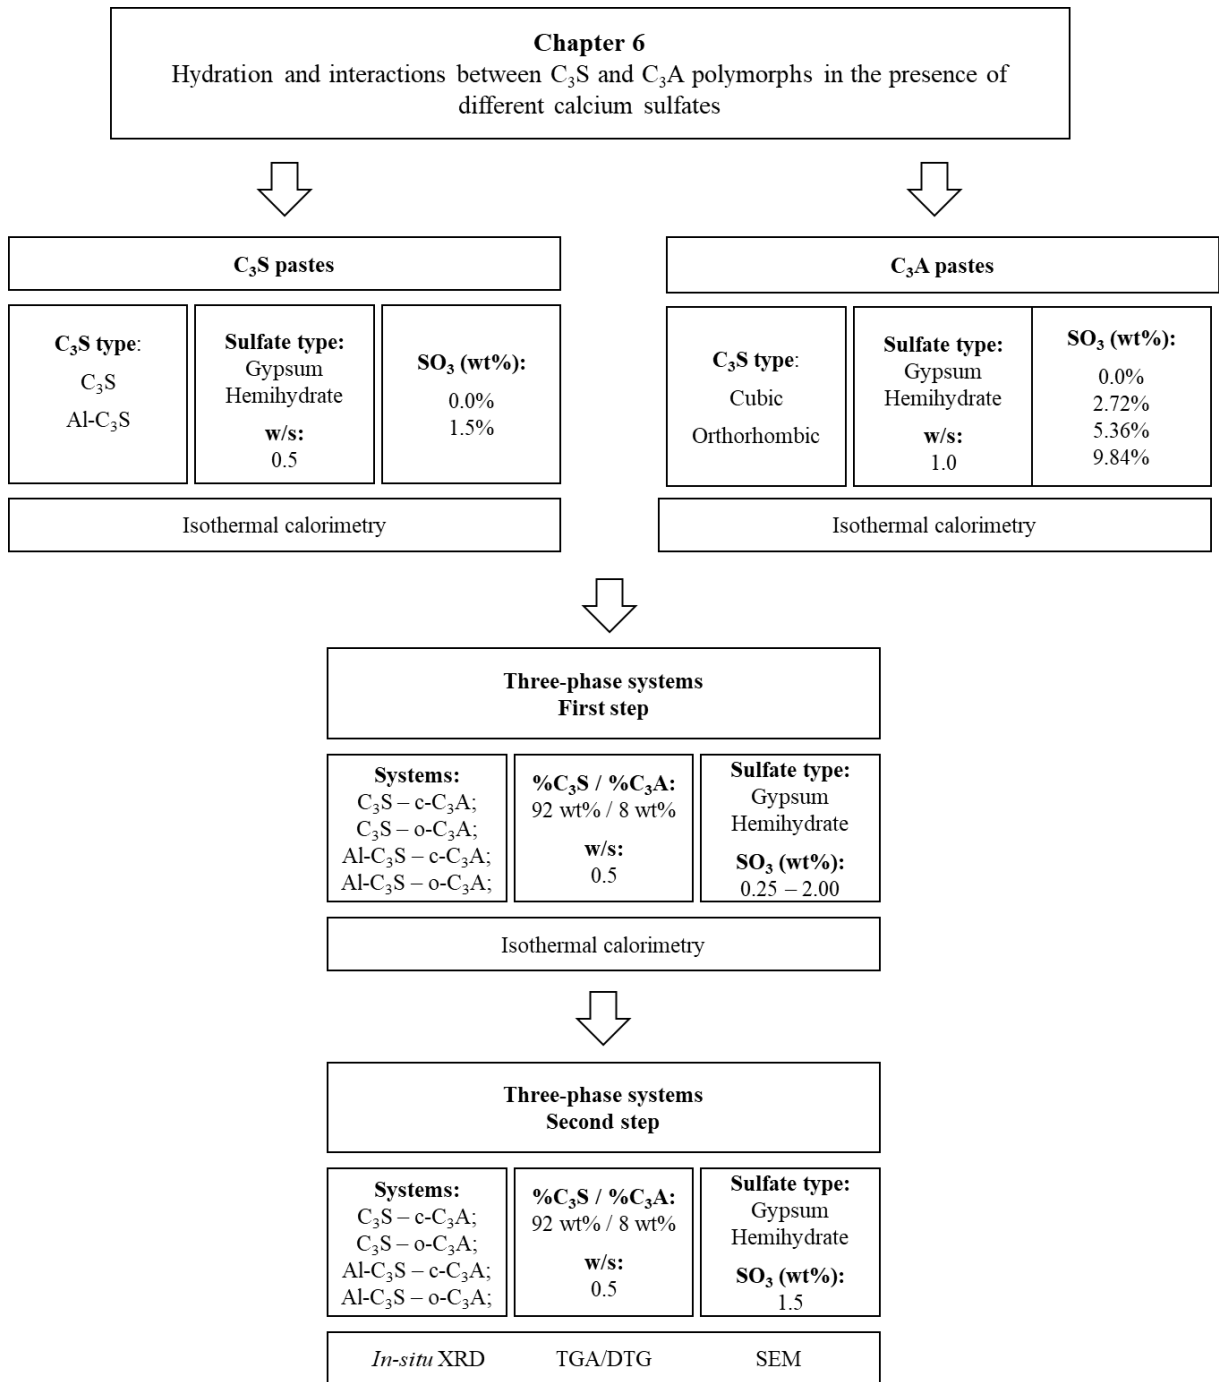 Chapter 6
Hydration and interactions between C₃S and C₃A polymorphs in the presence of
different calcium sulfates
C₃S pastes
C₃S type:
C₃S
Al-C₃S
Sulfate type:
Gypsum
Hemihydrate
w/s:
0.5
SO₃ (wt%):
0.0%
1.5%
Isothermal calorimetry
C₃A pastes
C₃S type:
Cubic
Orthorhombic
Sulfate type:
Gypsum
Hemihydrate
w/s:
1.0
SO₃ (wt%):
0.0%
2.72%
5.36%
9.84%
Isothermal calorimetry
Three-phase systems
First step
Systems:
C₃S – c-C₃A;
C₃S – o-C₃A;
Al-C₃S – c-C₃A;
Al-C₃S – o-C₃A;
%C₃S / %C₃A:
92 wt% / 8 wt%
w/s:
0.5
Sulfate type:
Gypsum
Hemihydrate
SO₃ (wt%):
0.25 – 2.00
Isothermal calorimetry
Three-phase systems
Second step
Systems:
C₃S – c-C₃A;
C₃S – o-C₃A;
Al-C₃S – c-C₃A;
Al-C₃S – o-C₃A;
%C₃S / %C₃A:
92 wt% / 8 wt%
w/s:
0.5
Sulfate type:
Gypsum
Hemihydrate
SO₃ (wt%):
1.5
In-situ XRD
TGA/DTG
SEM